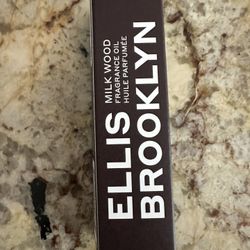 MILK WOOD
FRAGRANCE OIL
HUILE PARFUMÉE
ELLIS
BROOKLYN